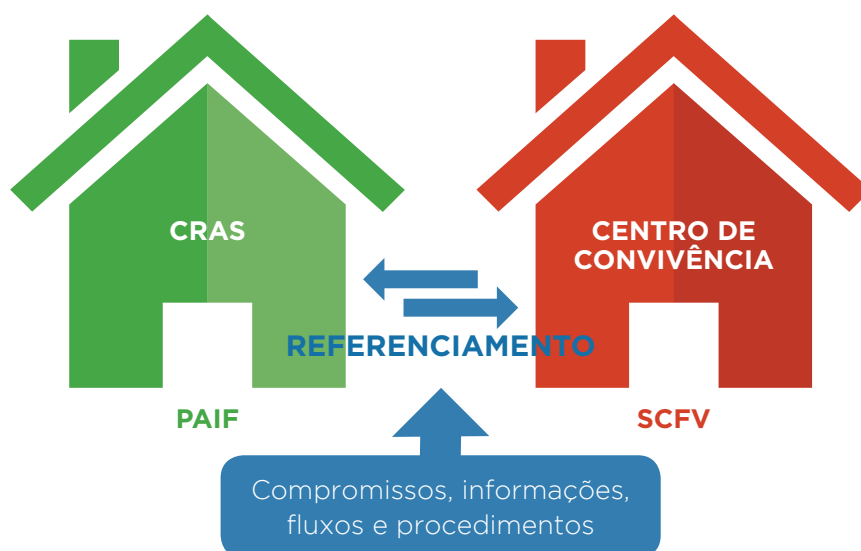 CRAS
CENTRO DE
CONVIVÊNCIA
REFERENCIAMENTO
PAIF
SCFV
Compromissos, informações,
fluxos e procedimentos